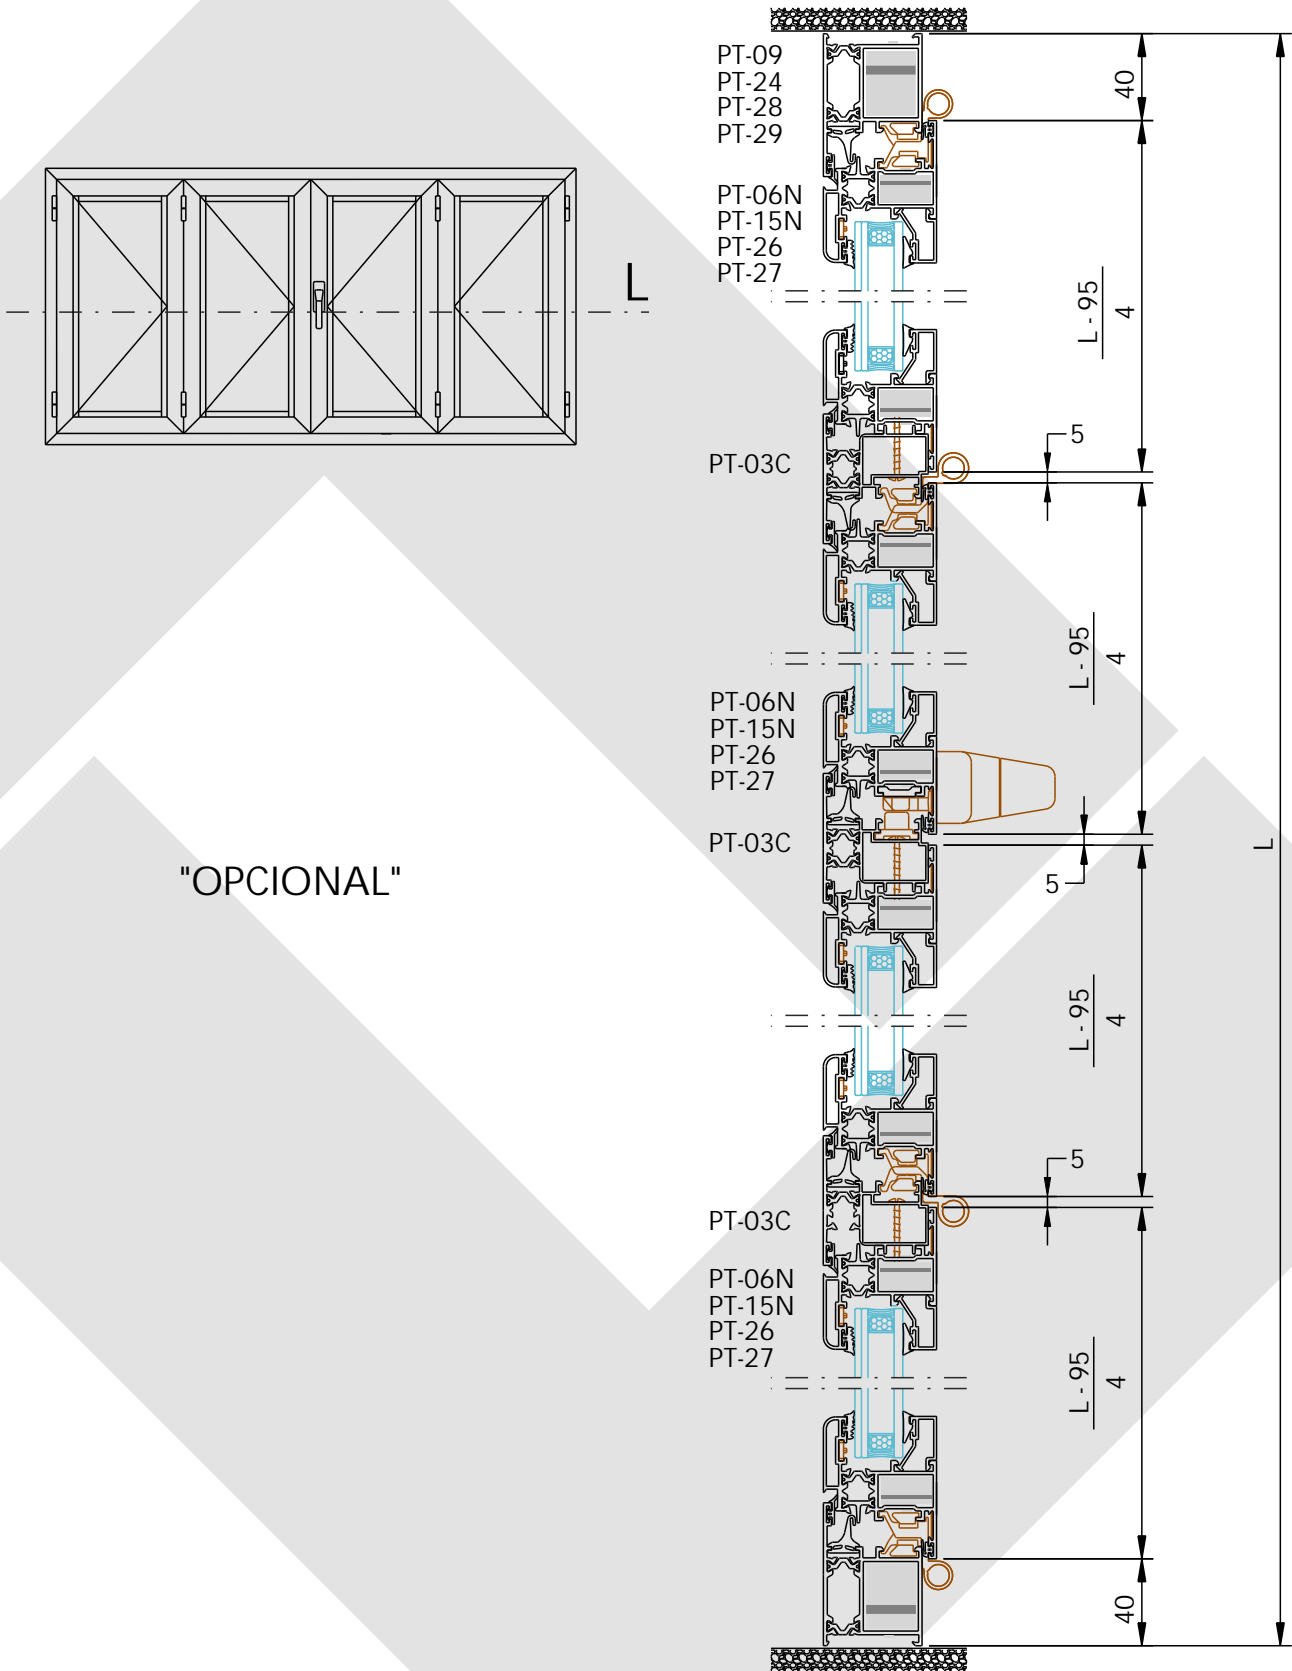 PT-09
PT-24
PT-28
PT-29
40
PT-06N
PT-15N
PT-26
PT-27
L
L - 95
4
5
PT-03C
L - 95
4
PT-06N
PT-15N
PT-26
PT-27
PT-03C
L
"OPCIONAL"
5
L - 95
4
5
PT-03C
PT-06N
PT-15N
PT-26
PT-27
L - 95
4
40